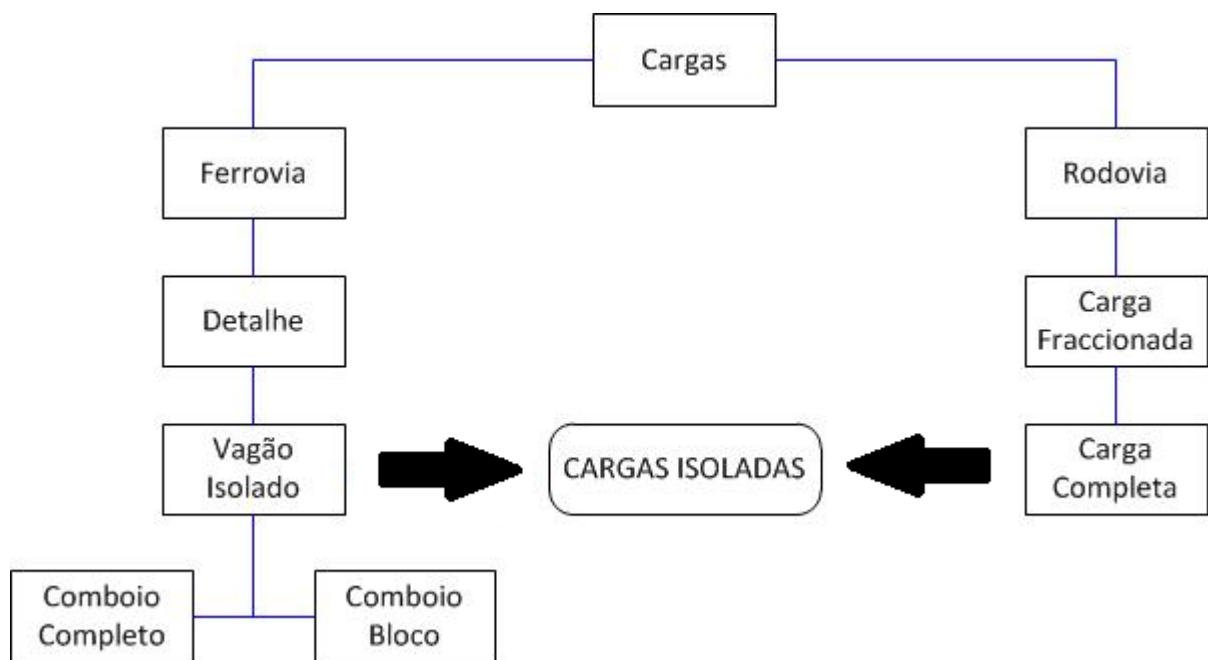 Cargas
Ferrovia
Rodovia
Detalhe
Carga
Fraccionada
Vagão
Isolado
CARGAS ISOLADAS
Carga
Completa
Comboio
Completo
Comboio
Bloco